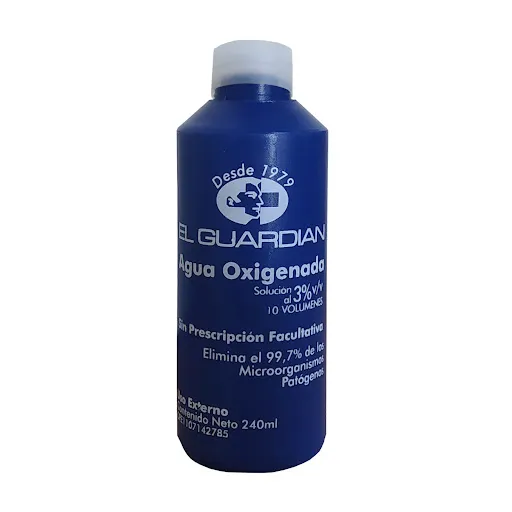 Desde 1979
EL GUARDIAN
Agua Oxigenada
Solución
al 3% v/v
10 VOLUMENES
Sin Prescripción Facultativa
Elimina el 99,7% de los
Microorganismos
Patógenos
Uso Externo
Contenido Neto 240ml